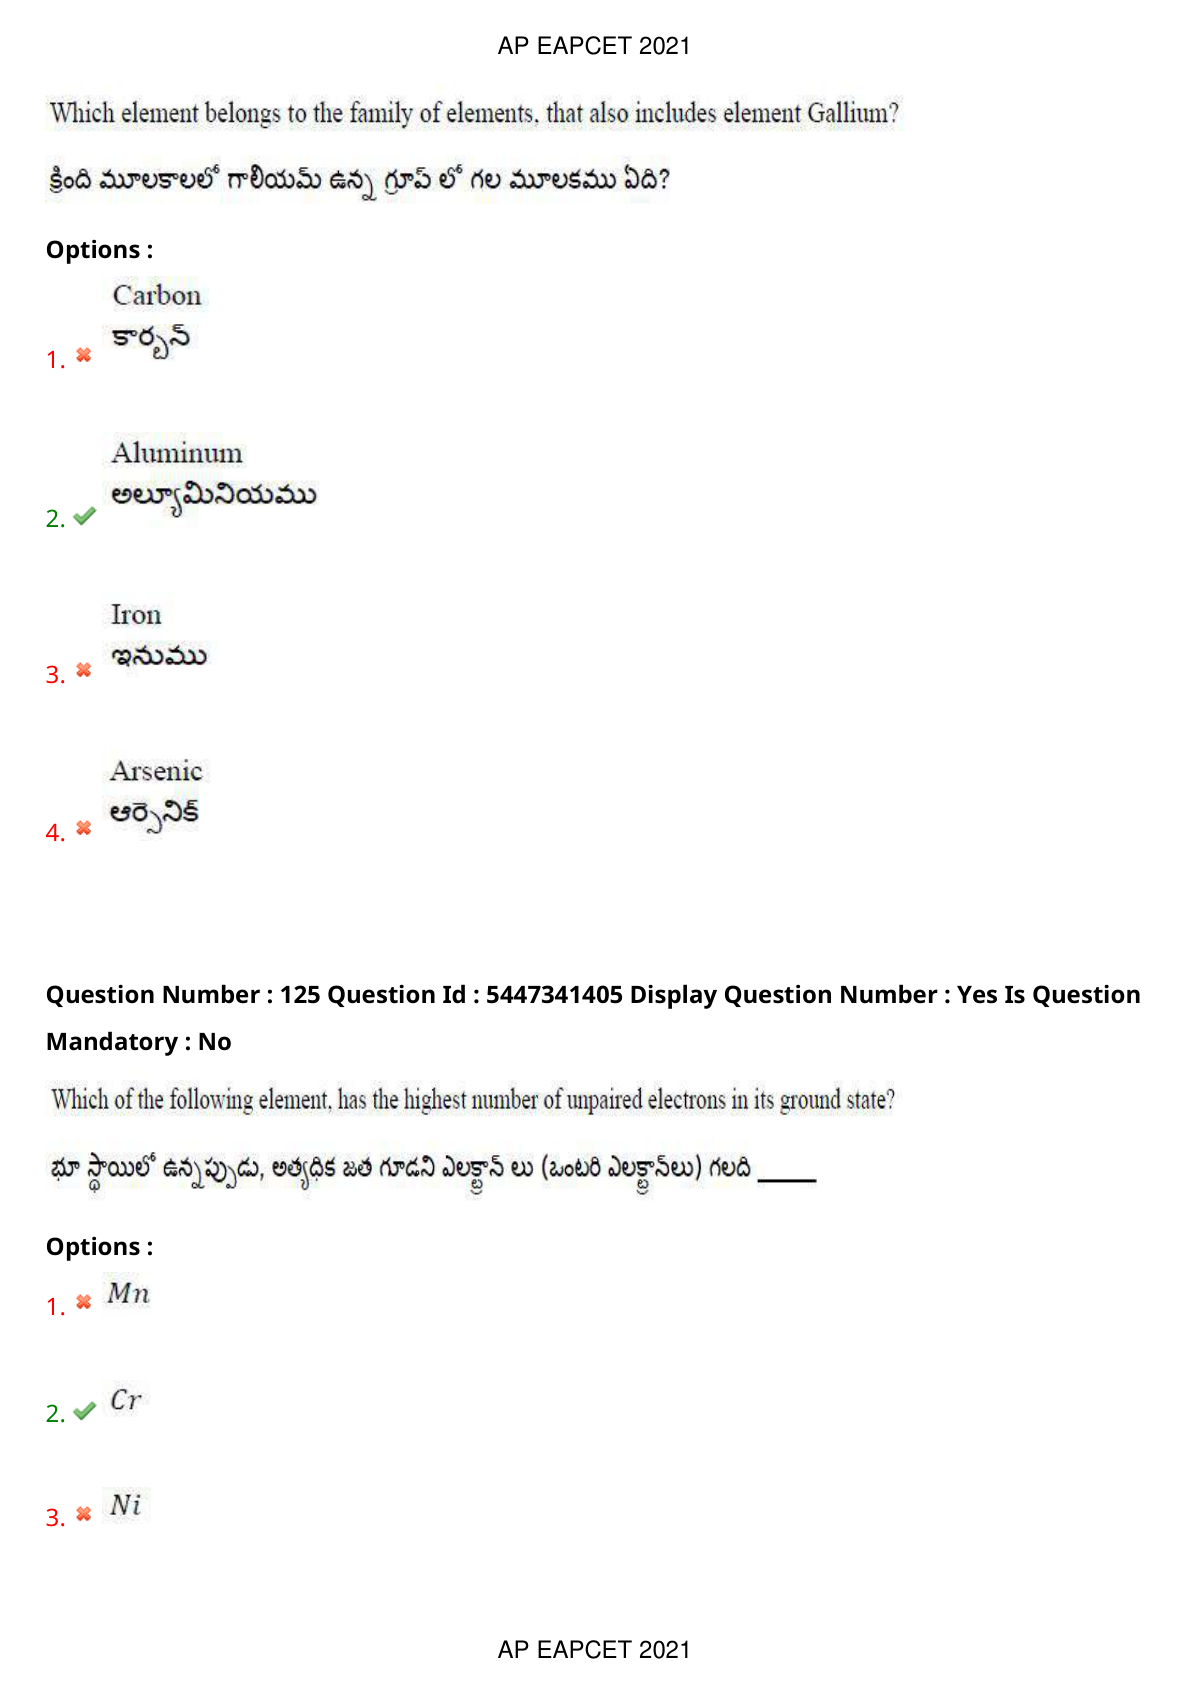 AP EAPCET 2021
Which element belongs to the family of elements, that also includes element Gallium?
క్రింది మూలకాలలో గాలియమ్ ఉన్న గ్రూప్ లో గల మూలకము ఏది?
Options :
Carbon
కార్బన్
1.
Aluminum
అల్యూమినియము
2.
Iron
ఇనుము
3.
Arsenic
ఆర్సెనిక్
4.
Question Number : 125 Question Id : 5447341405 Display Question Number : Yes Is Question
Mandatory : No
Which of the following element, has the highest number of unpaired electrons in its ground state?
భూ స్థాయిలో ఉన్నప్పుడు, అత్యధిక జత గూడని ఎలక్ట్రాన్ లు (ఒంటరి ఎలక్ట్రాన్‌లు) గలది _____
Options :
1. Mn
2. Cr
3. Ni
AP EAPCET 2021